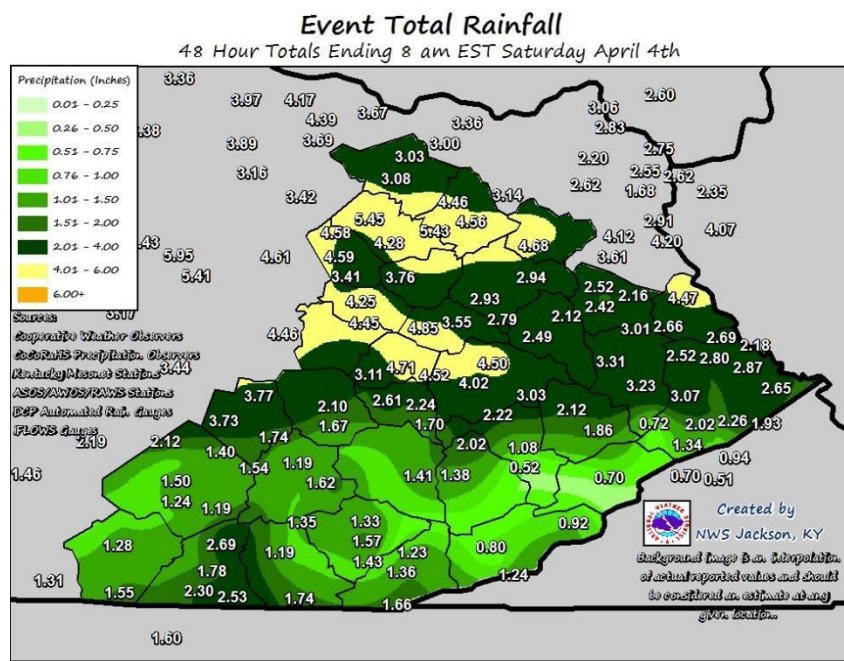 Event Total Rainfall
48 Hour Totals Ending 8 am EST Saturday April 4th
Precipitation (Inches)
0.01 - 0.25
0.26 - 0.50
0.51 - 0.75
0.76 - 1.00
1.01 - 1.50
1.51 - 2.00
2.01 - 4.00
4.01 - 6.00
6.00+
3.36
3.97 4.17
4.39 3.67
3.36
3.06 2.60
2.83
3.89 3.69 3.00
3.03
2.75
2.20
3.16 3.08 2.55 2.62
3.42 4.46 3.14 2.62 1.68 2.35
5.45 5.43 4.56 2.91
4.58 4.28 4.68 4.12 4.20 4.07
5.95 4.61 4.59 3.61
5.41 3.41 3.76 2.94
2.52 2.16 4.47
4.25 2.93 2.42
3.17
4.46 4.45 4.85 3.55 2.79 2.49 2.12 3.01 2.66
2.69 2.18
Sources:
Cooperative Weather Observers
CoCoRaHS Precipitation Observers
Kentucky Mesonet Stations
ASOS/AWOS/RAWS Stations
DCP Automated Rain Gauges
IFLOWS Gauges
3.44
3.11 4.71 4.52 4.50 4.02 3.31 2.52 2.80 2.87
3.77 2.61 2.24 3.03 3.23 3.07 2.65
3.73 2.10 2.22 2.12
2.19 2.12 1.74 1.67 1.70 1.86 0.72 2.02 2.26 1.93
1.40 2.02 1.08 1.34
1.46 1.54 1.19 1.41 1.38 0.52 0.70 0.70 0.94
0.51
1.50 1.62
1.24 1.19
1.35 1.33 0.92
1.28 2.69 1.19 1.57 1.23 0.80
1.43
1.31 1.78 1.36 1.24
1.55 2.30 2.53 1.74 1.66
1.60
Created by
NWS Jackson, KY
Background image is an interpolation
of actual reported values and should
be considered an estimate at any
given location.